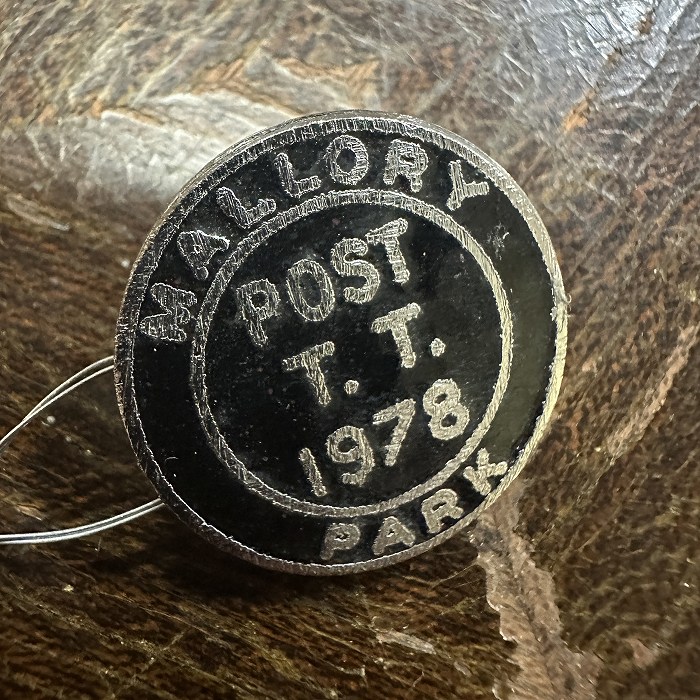 MALLORY
POST
T. T.
1978
PARK